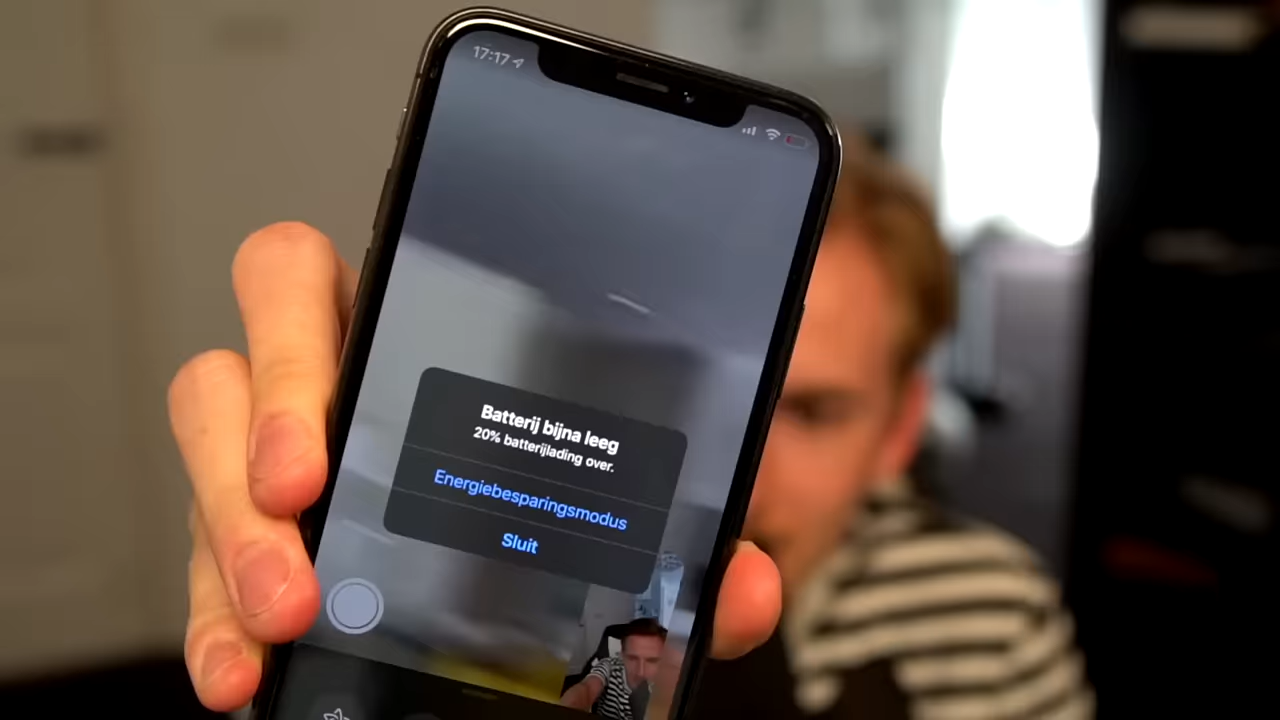 17:17
Batterij bijna leeg
20% batterijlading over.
Energiebesparingsmodus
Sluit